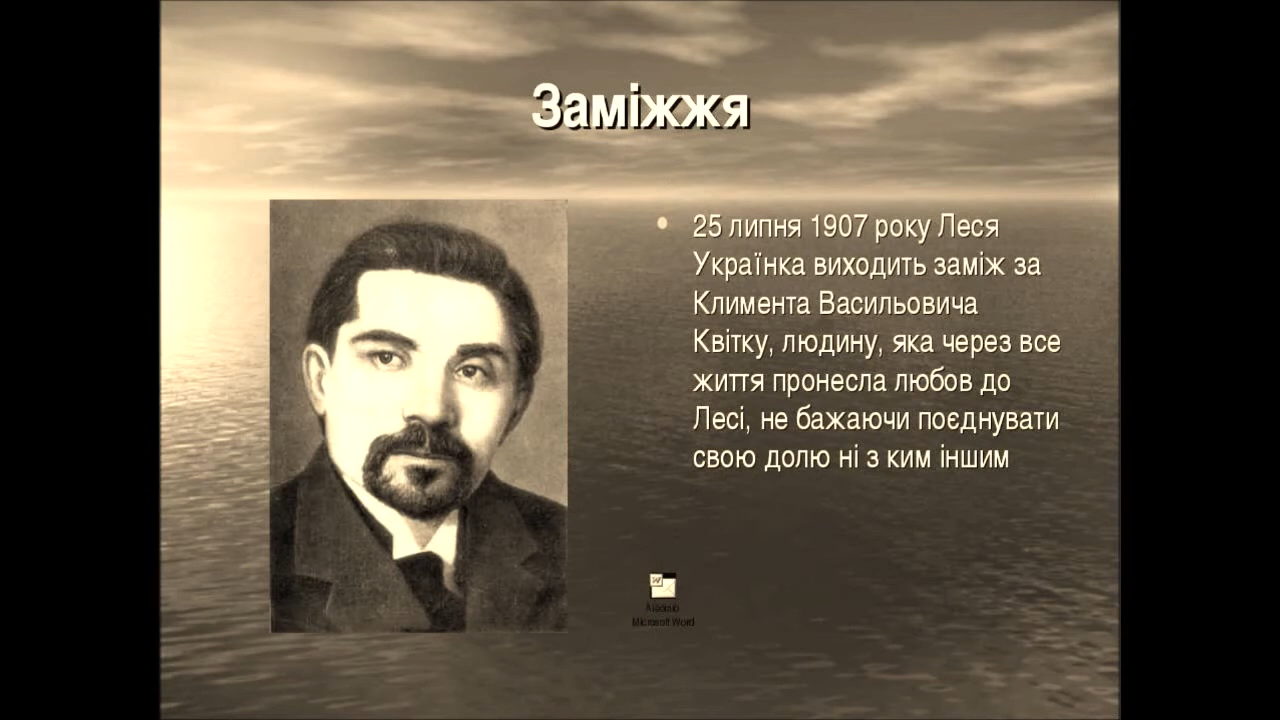 Заміжжя
• 25 липня 1907 року Леся
Українка виходить заміж за
Климента Васильовича
Квітку, людину, яка через все
життя пронесла любов до
Лесі, не бажаючи поєднувати
свою долю ні з ким іншим
Microsoft Word